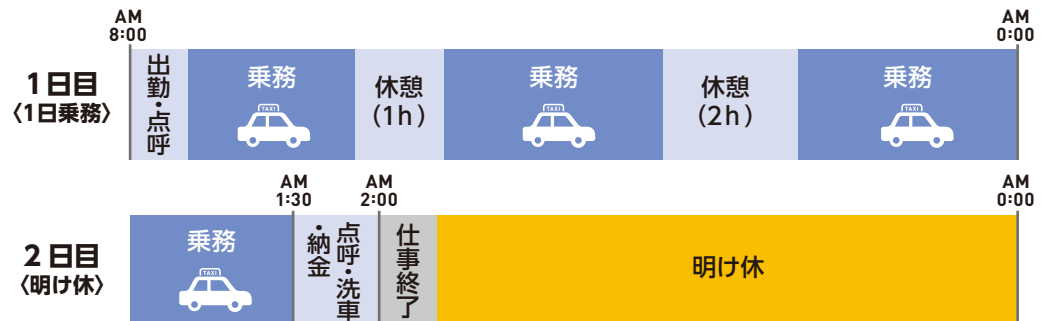 AM
8:00
AM
0:00
1日目
〈1日乗務〉
出勤・点呼
乗務
TAXI
休憩
(1h)
乗務
TAXI
休憩
(2h)
乗務
TAXI
AM
1:30
AM
2:00
AM
0:00
2日目
〈明け休〉
乗務
TAXI
点呼・洗車
・納金
仕事終了
明け休